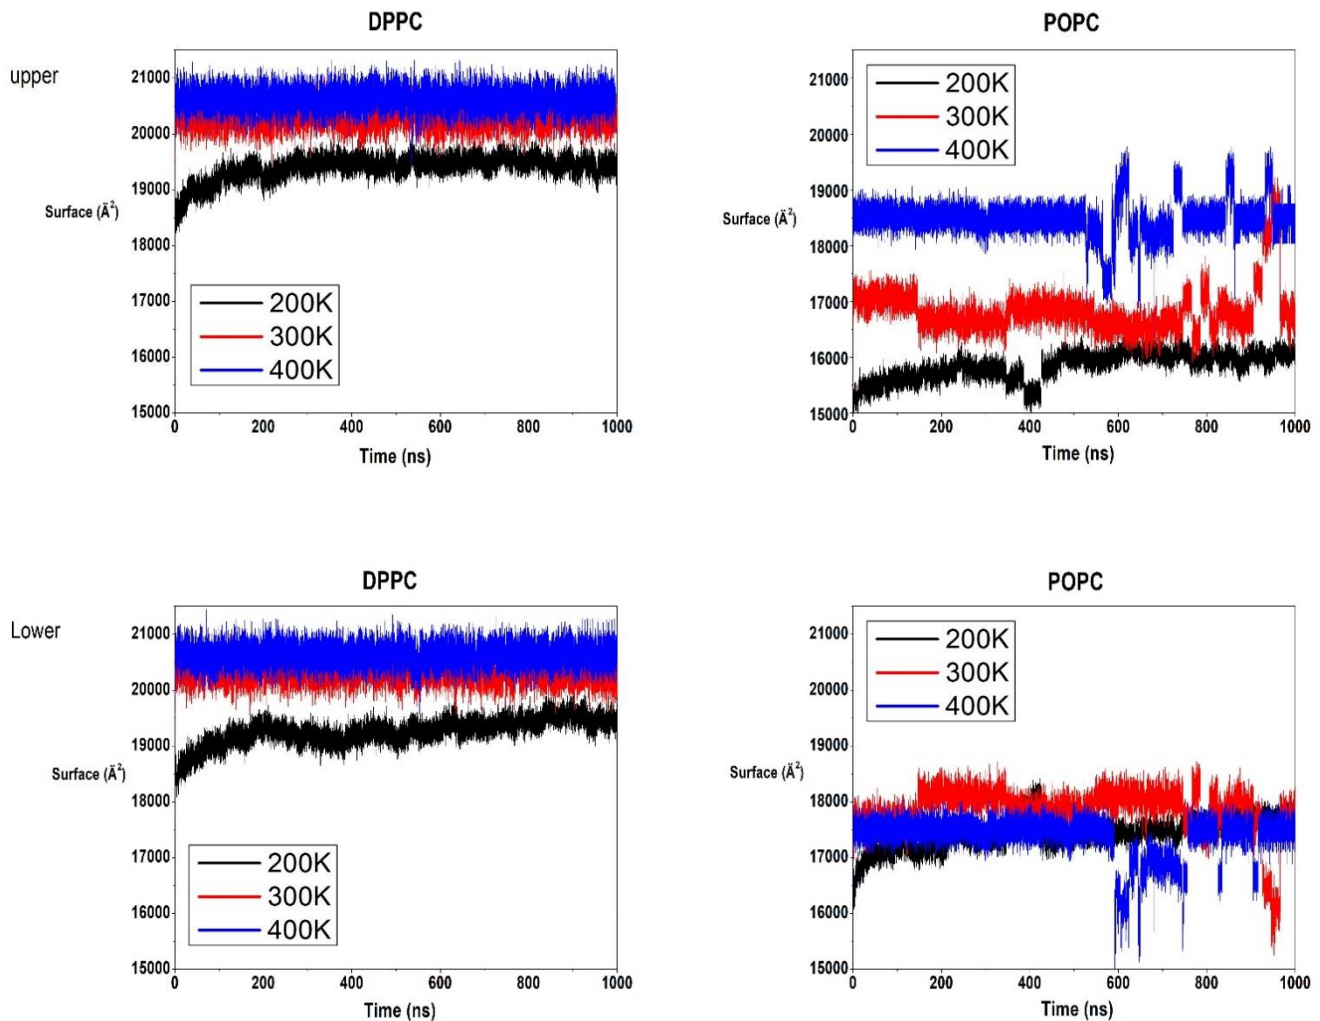 DPPC
upper
21000
20000
19000
Surface (Å²)
18000
17000
16000
15000
200K
300K
400K
0 200 400 600 800 1000
Time (ns)
POPC
21000
20000
19000
Surface (Å²)
18000
17000
16000
15000
200K
300K
400K
0 200 400 600 800 1000
Time (ns)
DPPC
Lower
21000
20000
19000
Surface (Å²)
18000
17000
16000
15000
200K
300K
400K
0 200 400 600 800 1000
Time (ns)
POPC
21000
20000
19000
Surface (Å²)
18000
17000
16000
15000
200K
300K
400K
0 200 400 600 800 1000
Time (ns)